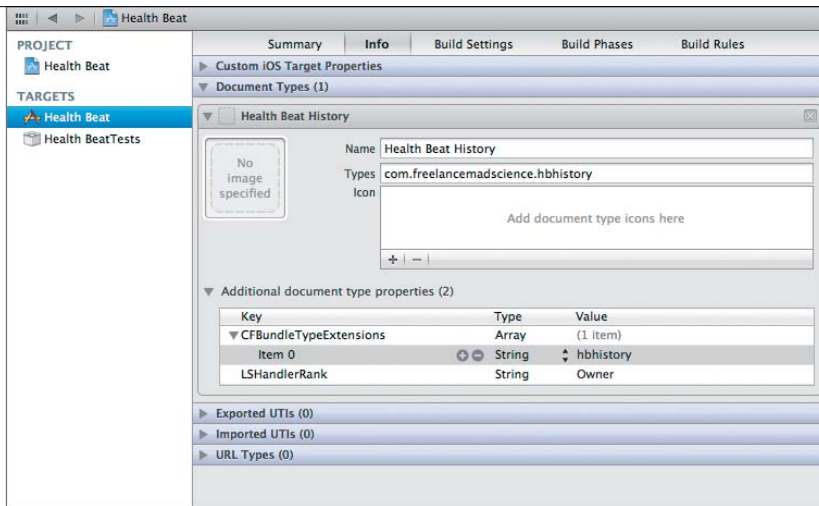 Health Beat
PROJECT
Health Beat
TARGETS
Health Beat
Health BeatTests
Summary Info Build Settings Build Phases Build Rules
Custom iOS Target Properties
Document Types (1)
Health Beat History
No
image
specified
Name Health Beat History
Types com.freelancemadscience.hbhistory
Icon
Add document type icons here
Additional document type properties (2)
Key Type Value
CFBundleTypeExtensions Array (1 item)
Item 0 String hbhistory
LSHandlerRank String Owner
Exported UTIs (0)
Imported UTIs (0)
URL Types (0)